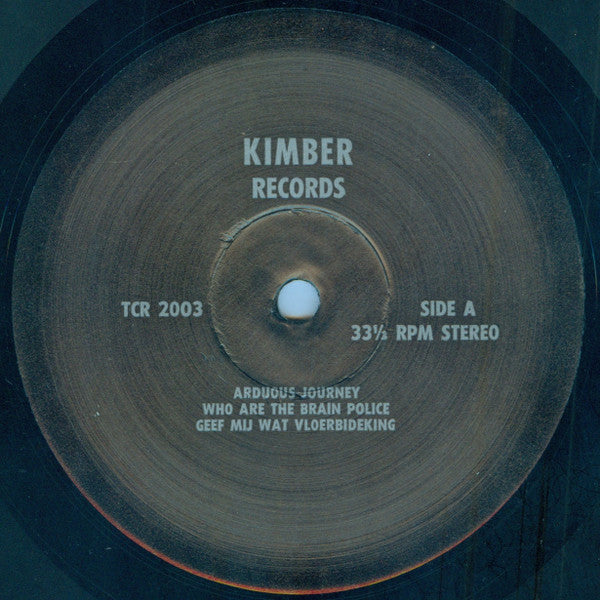 KIMBER
RECORDS
TCR 2003
SIDE A
33⅓ RPM STEREO
ARDUOUS JOURNEY
WHO ARE THE BRAIN POLICE
GEEF MIJ WAT VLOERBIDEKING